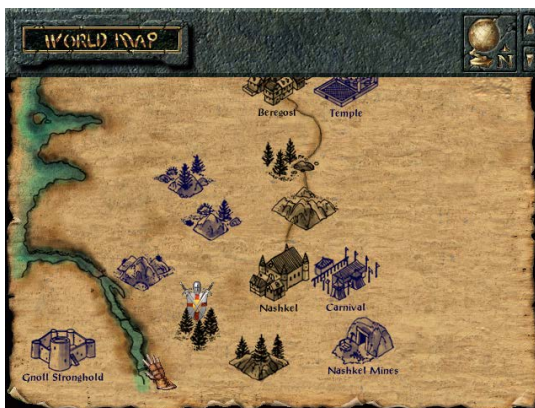 WORLD MAP
N
Beregost
Temple
Nashkel
Carnival
Gnoll Stronghold
Nashkel Mines